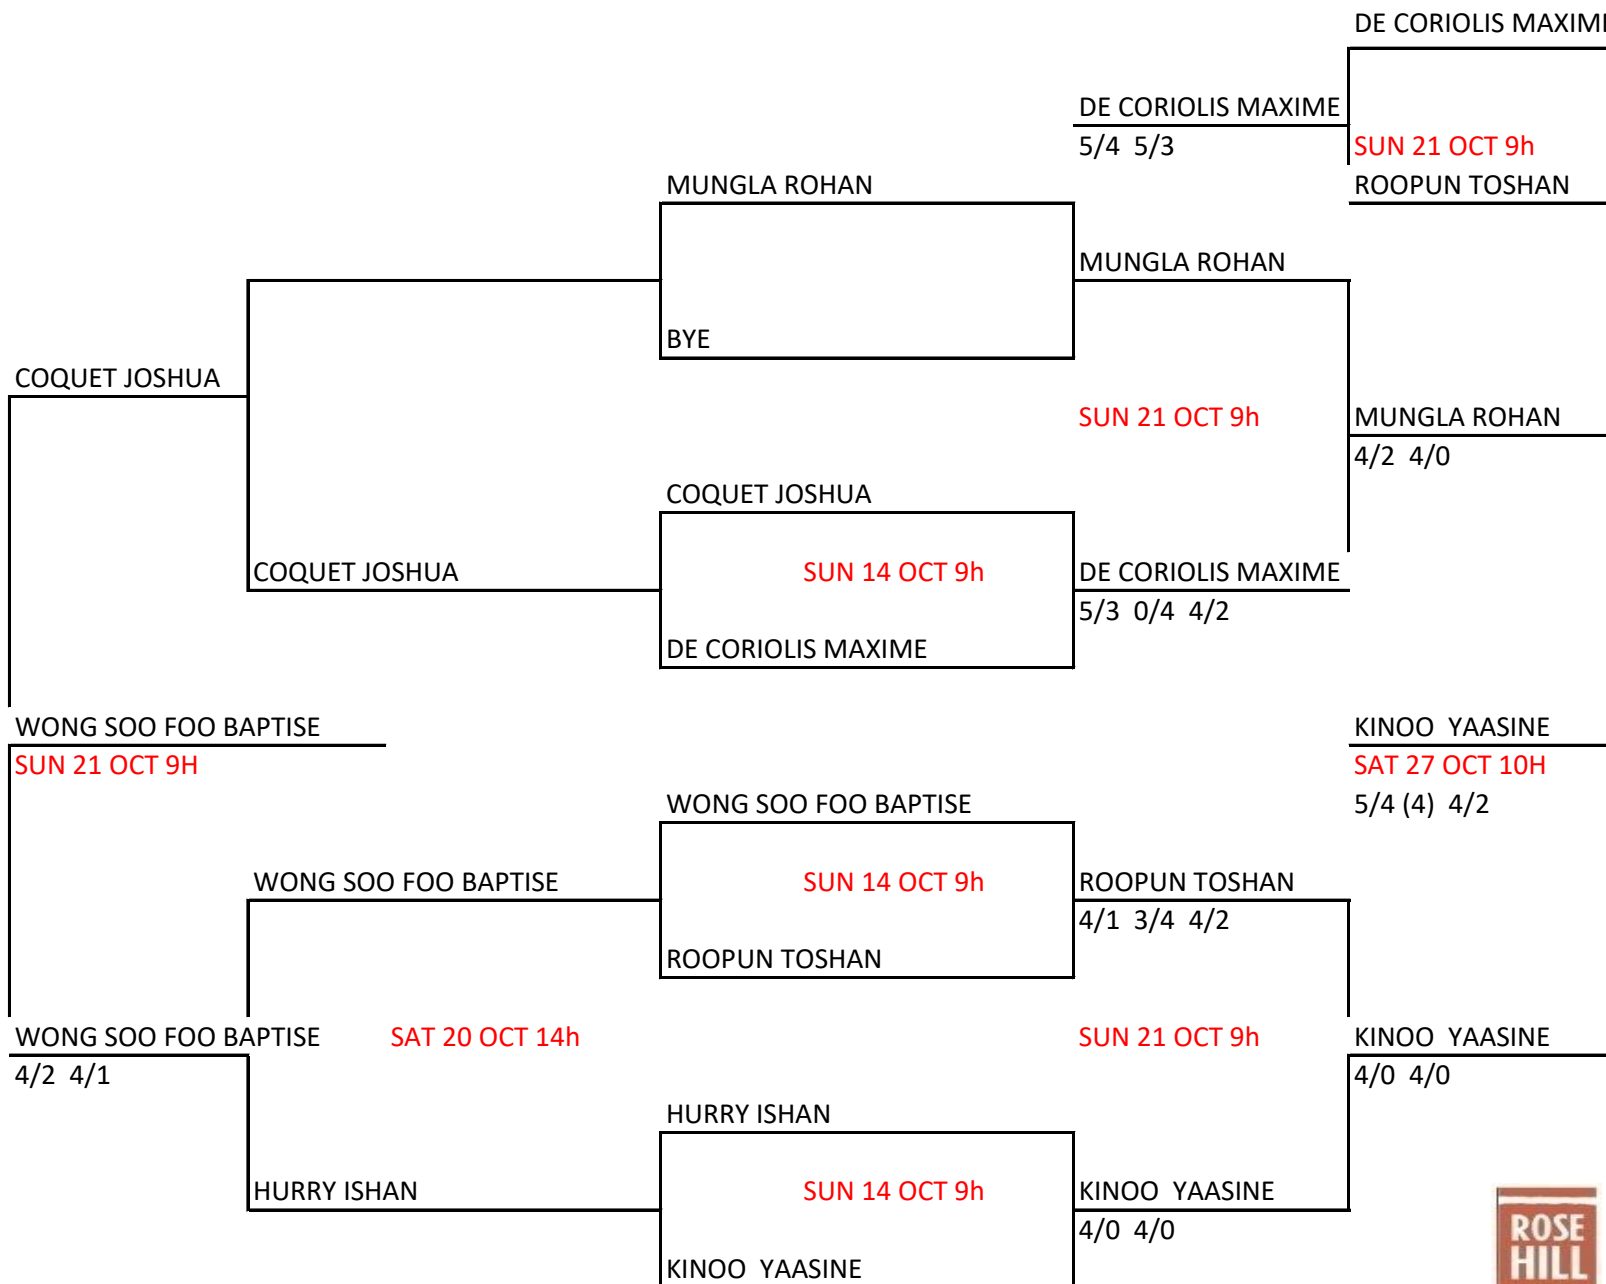 DE CORIOLIS MAXIME
DE CORIOLIS MAXIME
5/4 5/3
SUN 21 OCT 9h
MUNGLA ROHAN
ROOPUN TOSHAN
MUNGLA ROHAN
BYE
COQUET JOSHUA
SUN 21 OCT 9h
MUNGLA ROHAN
4/2 4/0
COQUET JOSHUA
COQUET JOSHUA
SUN 14 OCT 9h
DE CORIOLIS MAXIME
5/3 0/4 4/2
DE CORIOLIS MAXIME
WONG SOO FOO BAPTISE
KINOO YAASINE
SUN 21 OCT 9H
SAT 27 OCT 10H
WONG SOO FOO BAPTISE
5/4 (4) 4/2
WONG SOO FOO BAPTISE
SUN 14 OCT 9h
ROOPUN TOSHAN
4/1 3/4 4/2
ROOPUN TOSHAN
WONG SOO FOO BAPTISE
SAT 20 OCT 14h
SUN 21 OCT 9h
KINOO YAASINE
4/2 4/1
4/0 4/0
HURRY ISHAN
HURRY ISHAN
SUN 14 OCT 9h
KINOO YAASINE
4/0 4/0
KINOO YAASINE
ROSE
HILL